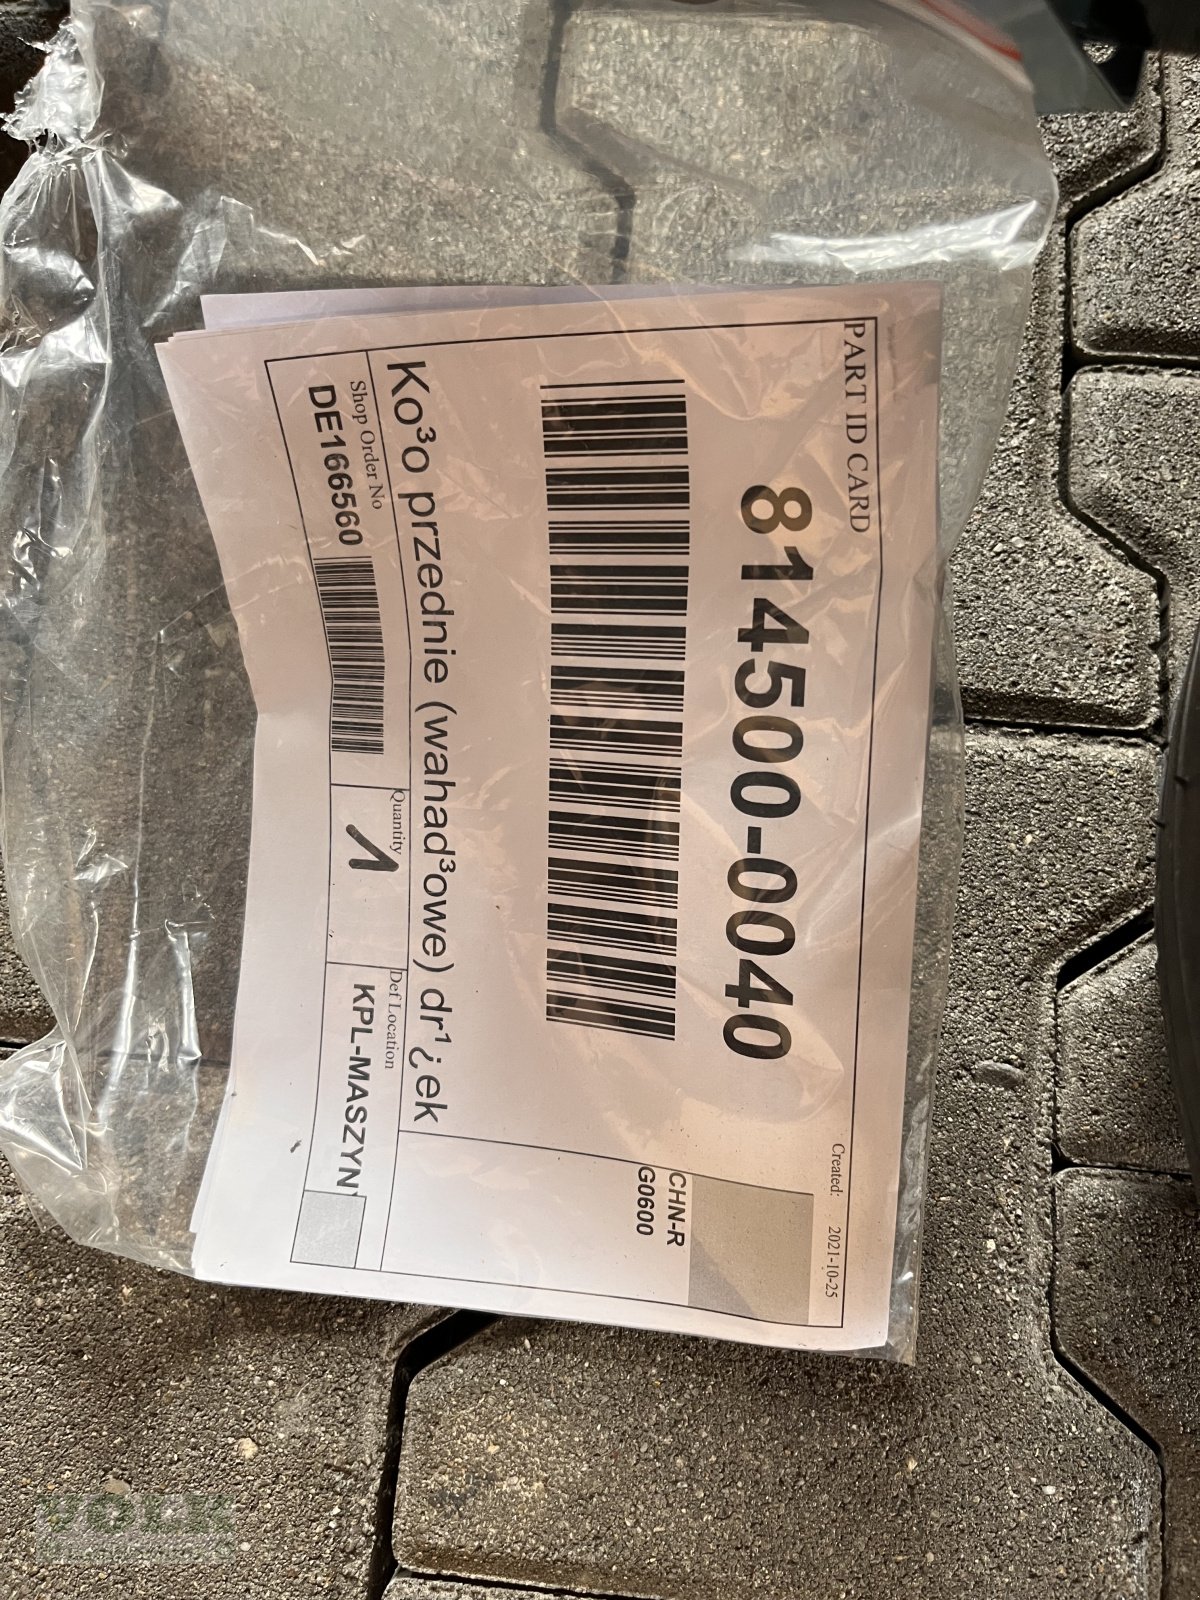 PART ID CARD
Created: 2021-10-25
814500-0040
CHN-R
G0600
Ko³o przednie (wahad³owe) dr¹¿ek
Shop Order No
DE166560
Quantity
1
Def Location
KPL-MASZYN